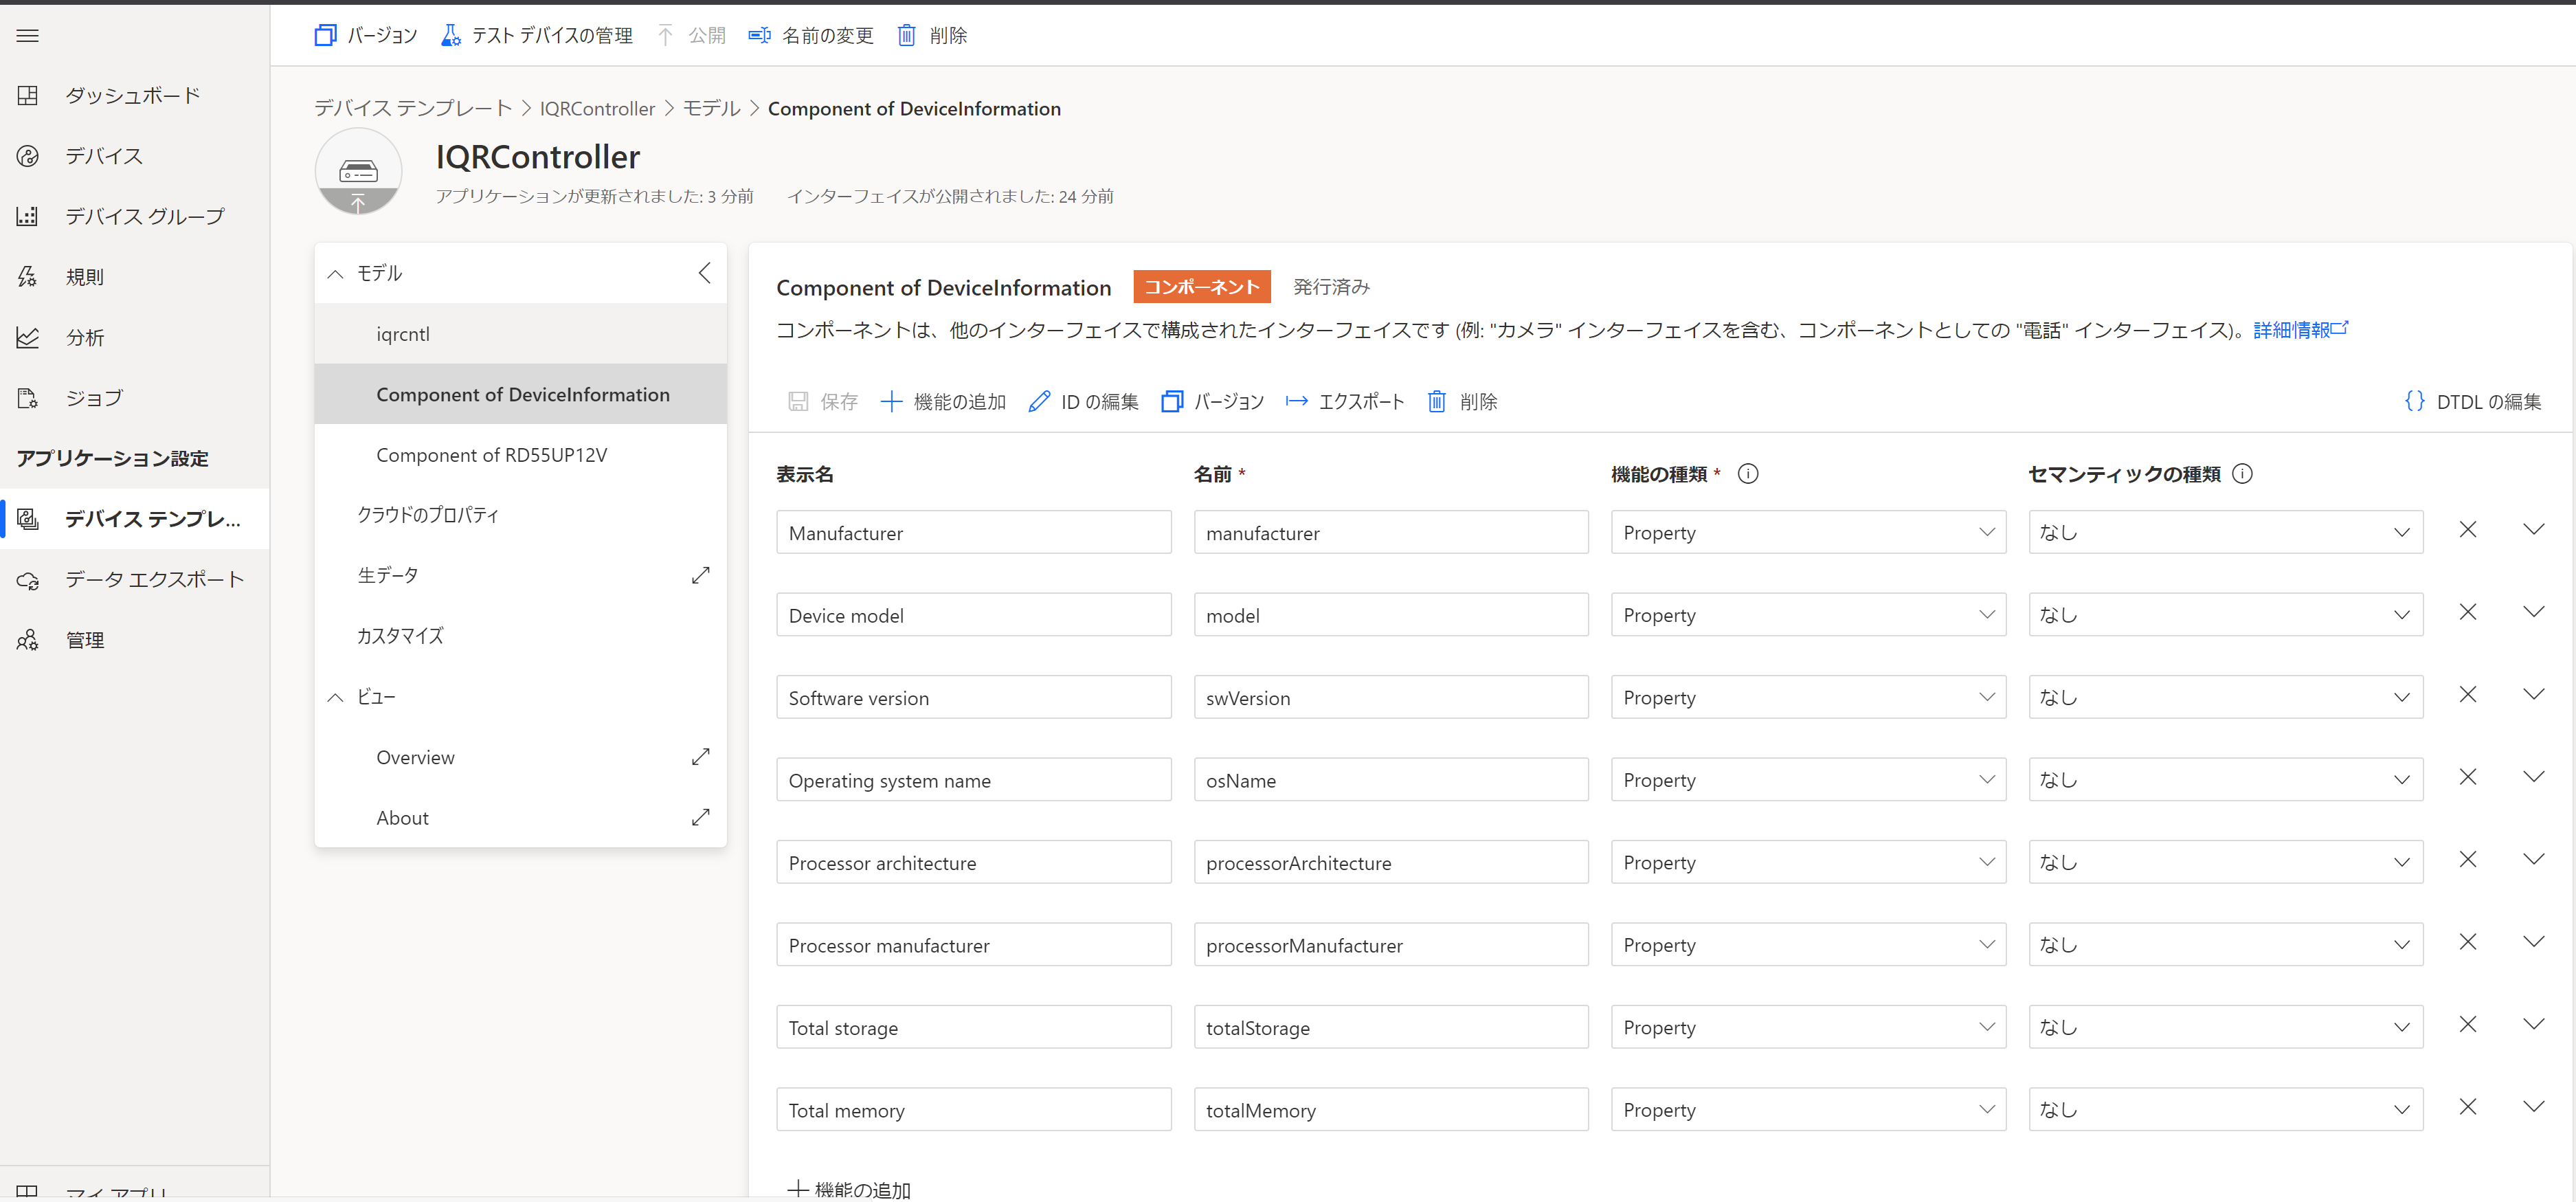 バージョン テスト デバイスの管理 公開 名前の変更 削除
ダッシュボード
デバイス
デバイス グループ
規則
分析
ジョブ
アプリケーション設定
デバイス テンプレ...
データ エクスポート
管理
マイ アプリ
デバイス テンプレート > IQRController > モデル > Component of DeviceInformation
IQRController
アプリケーションが更新されました: 3 分前 インターフェイスが公開されました: 24 分前
モデル
iqrcntl
Component of DeviceInformation
Component of RD55UP12V
クラウドのプロパティ
生データ
カスタマイズ
ビュー
Overview
About
Component of DeviceInformation コンポーネント 発行済み
コンポーネントは、他のインターフェイスで構成されたインターフェイスです (例: "カメラ" インターフェイスを含む、コンポーネントとしての "電話" インターフェイス)。詳細情報
保存 機能の追加 ID の編集 バージョン エクスポート 削除 {} DTDL の編集
表示名 名前 * 機能の種類 * セマンティックの種類
Manufacturer manufacturer Property なし
Device model model Property なし
Software version swVersion Property なし
Operating system name osName Property なし
Processor architecture processorArchitecture Property なし
Processor manufacturer processorManufacturer Property なし
Total storage totalStorage Property なし
Total memory totalMemory Property なし
機能の追加